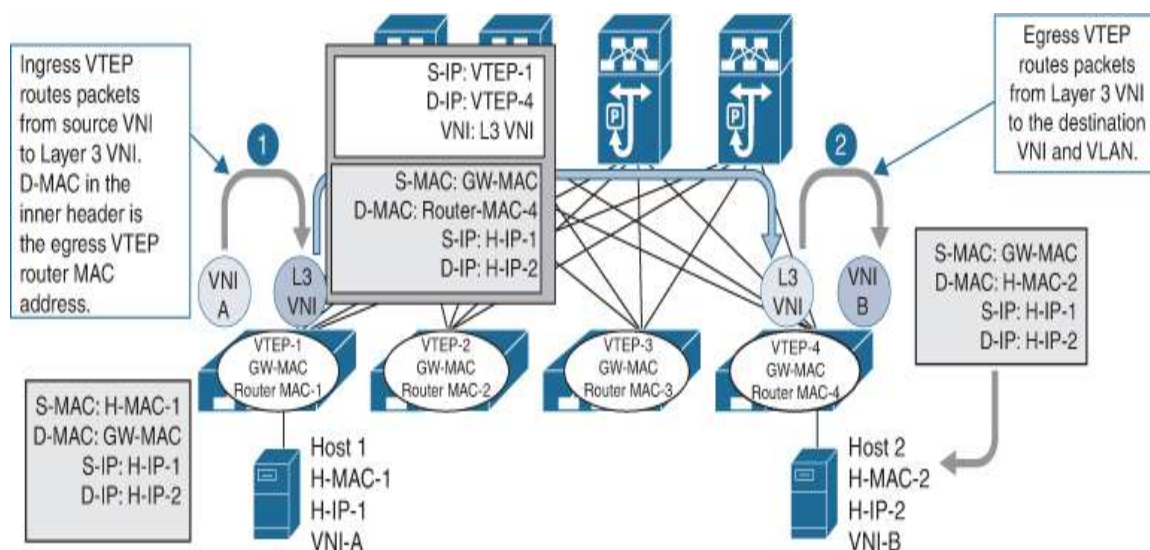 Ingress VTEP
routes packets
from source VNI
to Layer 3 VNI.
D-MAC in the
inner header is
the egress VTEP
router MAC
address.
1
S-IP: VTEP-1
D-IP: VTEP-4
VNI: L3 VNI
S-MAC: GW-MAC
D-MAC: Router-MAC-4
S-IP: H-IP-1
D-IP: H-IP-2
P
P
2
Egress VTEP
routes packets
from Layer 3 VNI
to the destination
VNI and VLAN.
VNI
A
L3
VNI
L3
VNI
VNI
B
S-MAC: GW-MAC
D-MAC: H-MAC-2
S-IP: H-IP-1
D-IP: H-IP-2
VTEP-1
GW-MAC
Router MAC-1
VTEP-2
GW-MAC
Router MAC-2
VTEP-3
GW-MAC
Router MAC-3
VTEP-4
GW-MAC
Router MAC-4
S-MAC: H-MAC-1
D-MAC: GW-MAC
S-IP: H-IP-1
D-IP: H-IP-2
Host 1
H-MAC-1
H-IP-1
VNI-A
Host 2
H-MAC-2
H-IP-2
VNI-B